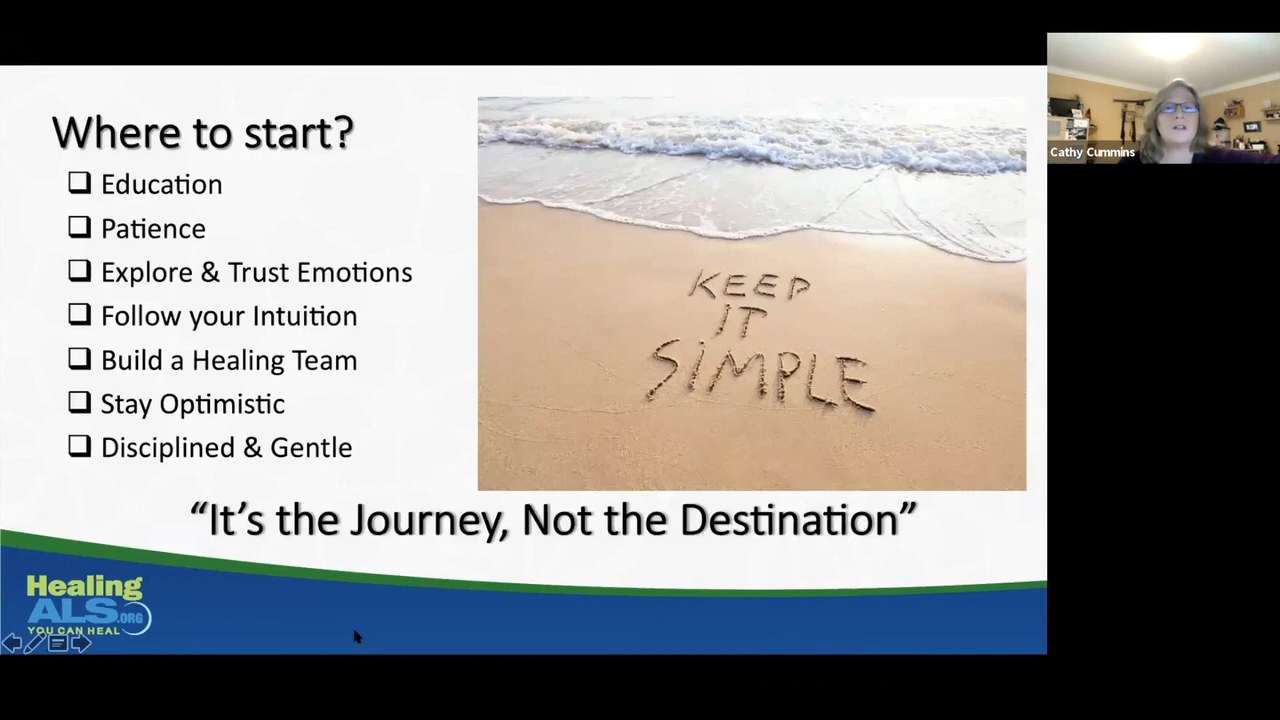 Where to start?
Education
Patience
Explore & Trust Emotions
Follow your Intuition
Build a Healing Team
Stay Optimistic
Disciplined & Gentle
KEEP
IT
SiMPLE
“It’s the Journey, Not the Destination”
Healing
ALS.ORG
YOU CAN HEAL
Cathy Cummins